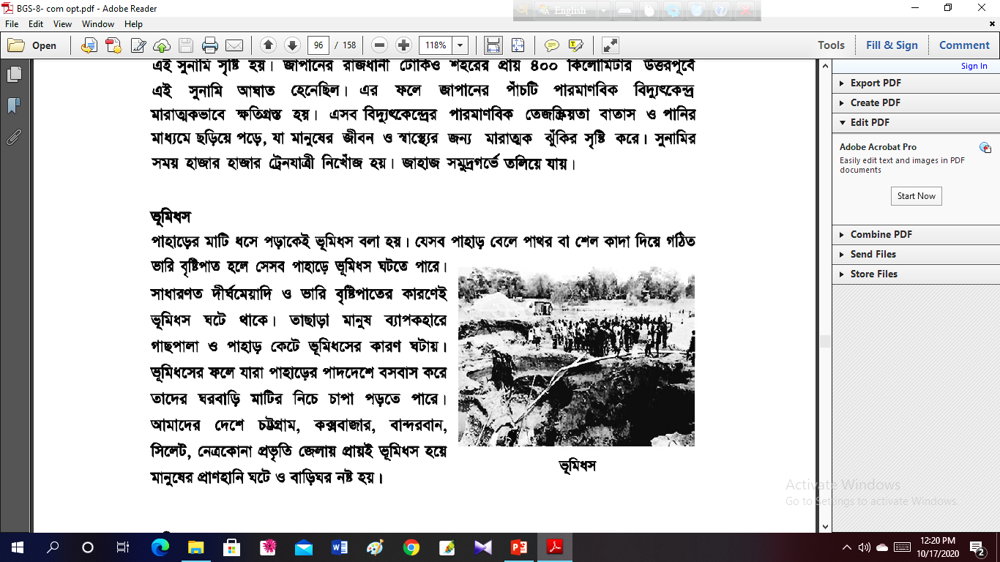 BGS-8- com opt.pdf - Adobe Reader
English
File Edit View Window Help
Open 96 / 158 118% Tools Fill & Sign Comment
Sign In
Export PDF
Create PDF
Edit PDF
Adobe Acrobat Pro
Easily edit text and images in PDF
documents
Start Now
Combine PDF
Send Files
Store Files
এই সুনামি সৃষ্টি হয়। জাপানের রাজধানী টোকিও শহরের প্রায় ৪০০ কিলোমিটার উত্তরপূর্বে
এই সুনামি আঘাত হেনেছিল। এর ফলে জাপানের পাঁচটি পারমাণবিক বিদ্যুৎকেন্দ্র
মারাত্মকভাবে ক্ষতিগ্রস্ত হয়। এসব বিদ্যুৎকেন্দ্রের পারমাণবিক তেজস্ক্রিয়তা বাতাস ও পানির
মাধ্যমে ছড়িয়ে পড়ে, যা মানুষের জীবন ও স্বাস্থ্যের জন্য মারাত্মক ঝুঁকির সৃষ্টি করে। সুনামির
সময় হাজার হাজার ট্রেনযাত্রী নিখোঁজ হয়। জাহাজ সমুদ্রগর্ভে তলিয়ে যায়।
ভূমিধস
পাহাড়ের মাটি ধসে পড়াকেই ভূমিধস বলা হয়। যেসব পাহাড় বেলে পাথর বা শেল কাদা দিয়ে গঠিত
ভারি বৃষ্টিপাত হলে সেসব পাহাড়ে ভূমিধস ঘটতে পারে।
সাধারণত দীর্ঘমেয়াদি ও ভারি বৃষ্টিপাতের কারণেই
ভূমিধস ঘটে থাকে। তাছাড়া মানুষ ব্যাপকহারে
গাছপালা ও পাহাড় কেটে ভূমিধসের কারণ ঘটায়।
ভূমিধসের ফলে যারা পাহাড়ের পাদদেশে বসবাস করে
তাদের ঘরবাড়ি মাটির নিচে চাপা পড়তে পারে।
আমাদের দেশে চট্টগ্রাম, কক্সবাজার, বান্দরবান,
সিলেট, নেত্রকোনা প্রভৃতি জেলায় প্রায়ই ভূমিধস হয়ে
মানুষের প্রাণহানি ঘটে ও বাড়িঘর নষ্ট হয়।
ভূমিধস
Activate Windows
Go to Settings to activate Windows.
12:20 PM
10/17/2020
2